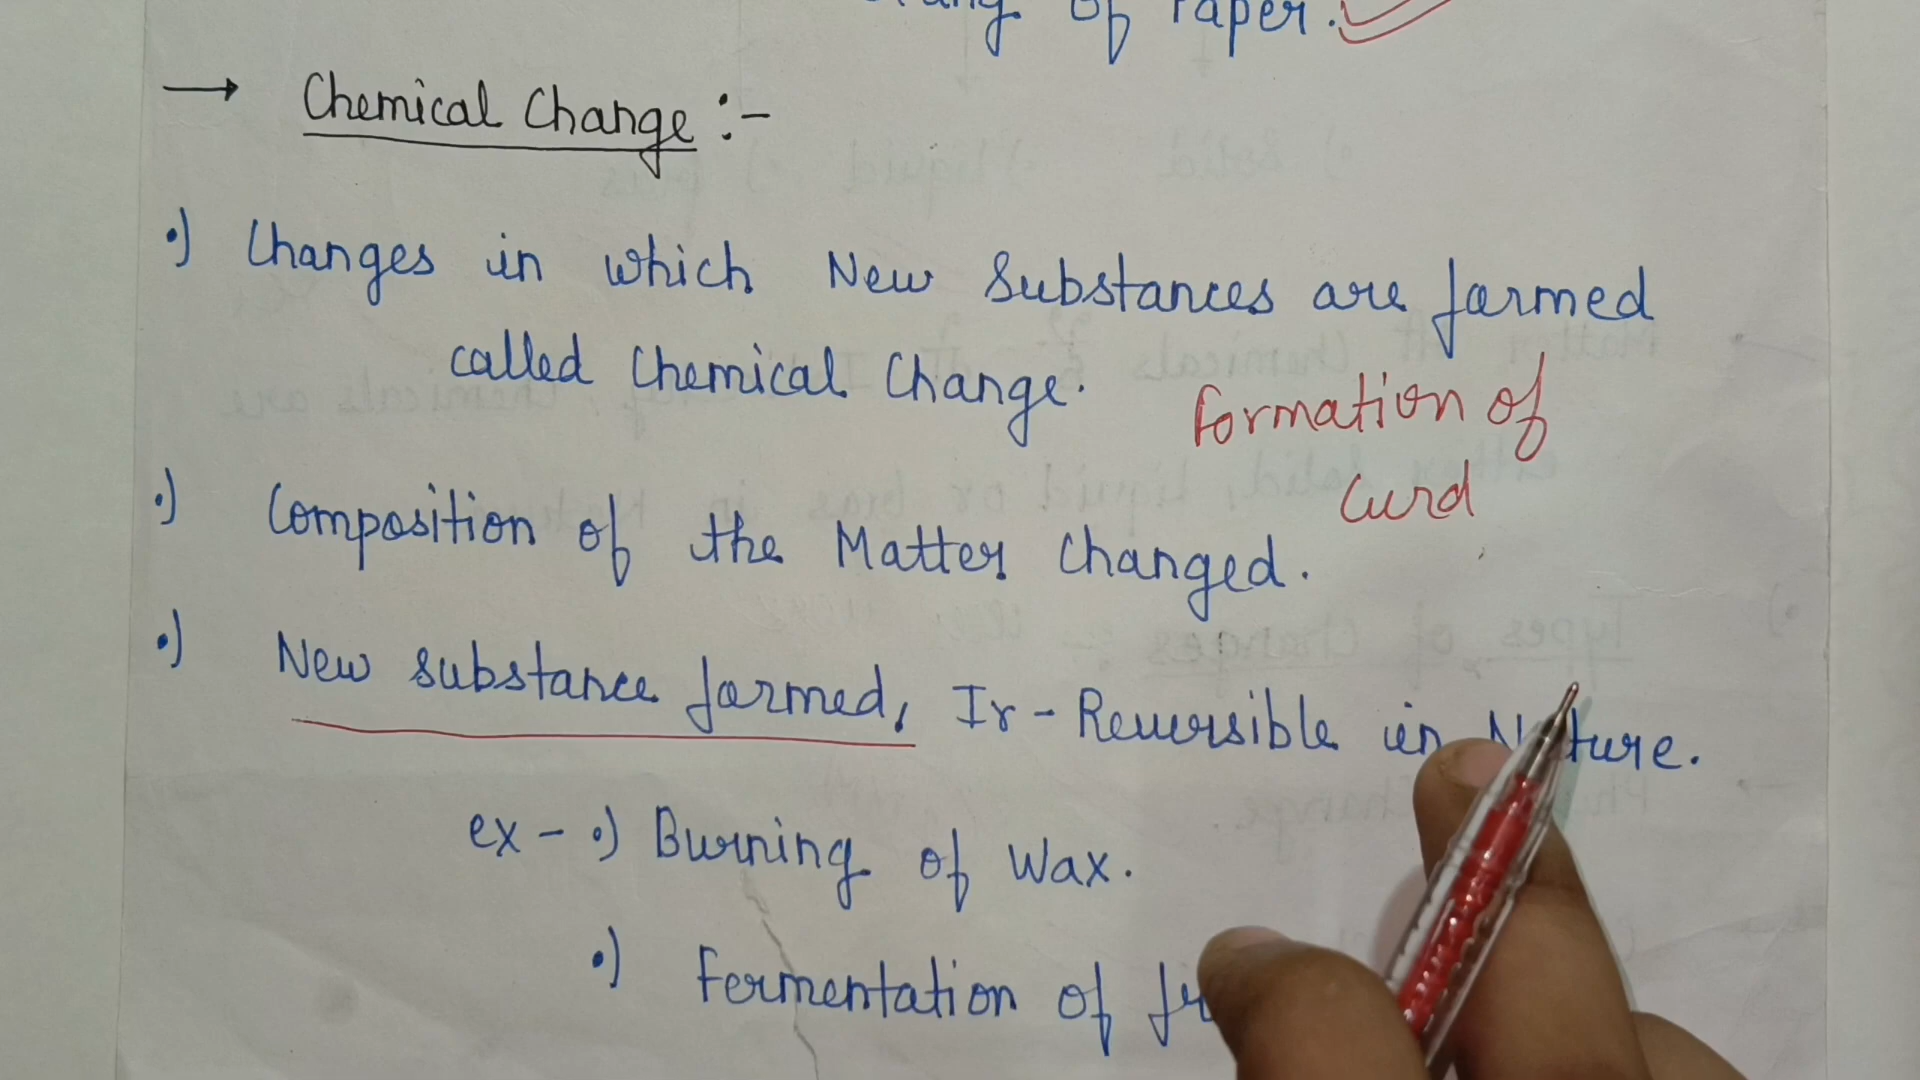 of Paper.
→ Chemical Change :-
•) Changes in which New Substances are formed
called Chemical Change.
Formation of
Curd
•) Composition of the Matter changed.
•) New substance formed, Ir-Reversible in Nature.
ex - •) Burning of Wax.
•) Fermentation of